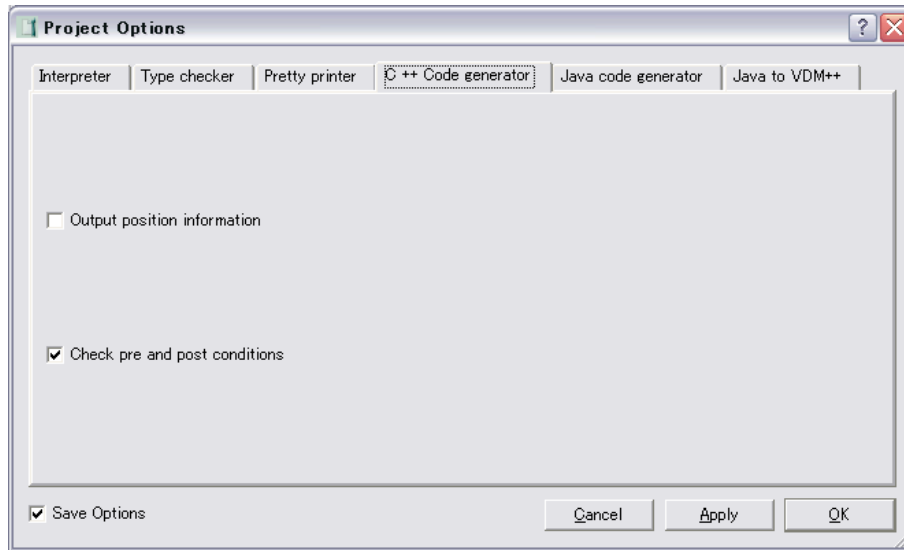 Project Options
Interpreter
Type checker
Pretty printer
C ++ Code generator
Java code generator
Java to VDM++
Output position information
Check pre and post conditions
Save Options
Cancel
Apply
OK